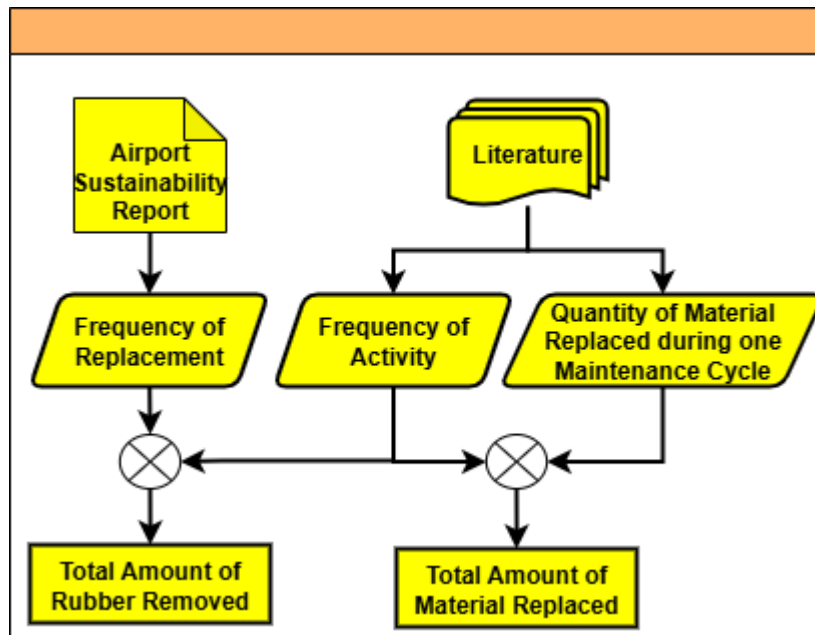 Airport
Sustainability
Report
Literature
Frequency of
Replacement
Frequency of
Activity
Quantity of Material
Replaced during one
Maintenance Cycle
Total Amount of
Rubber Removed
Total Amount of
Material Replaced